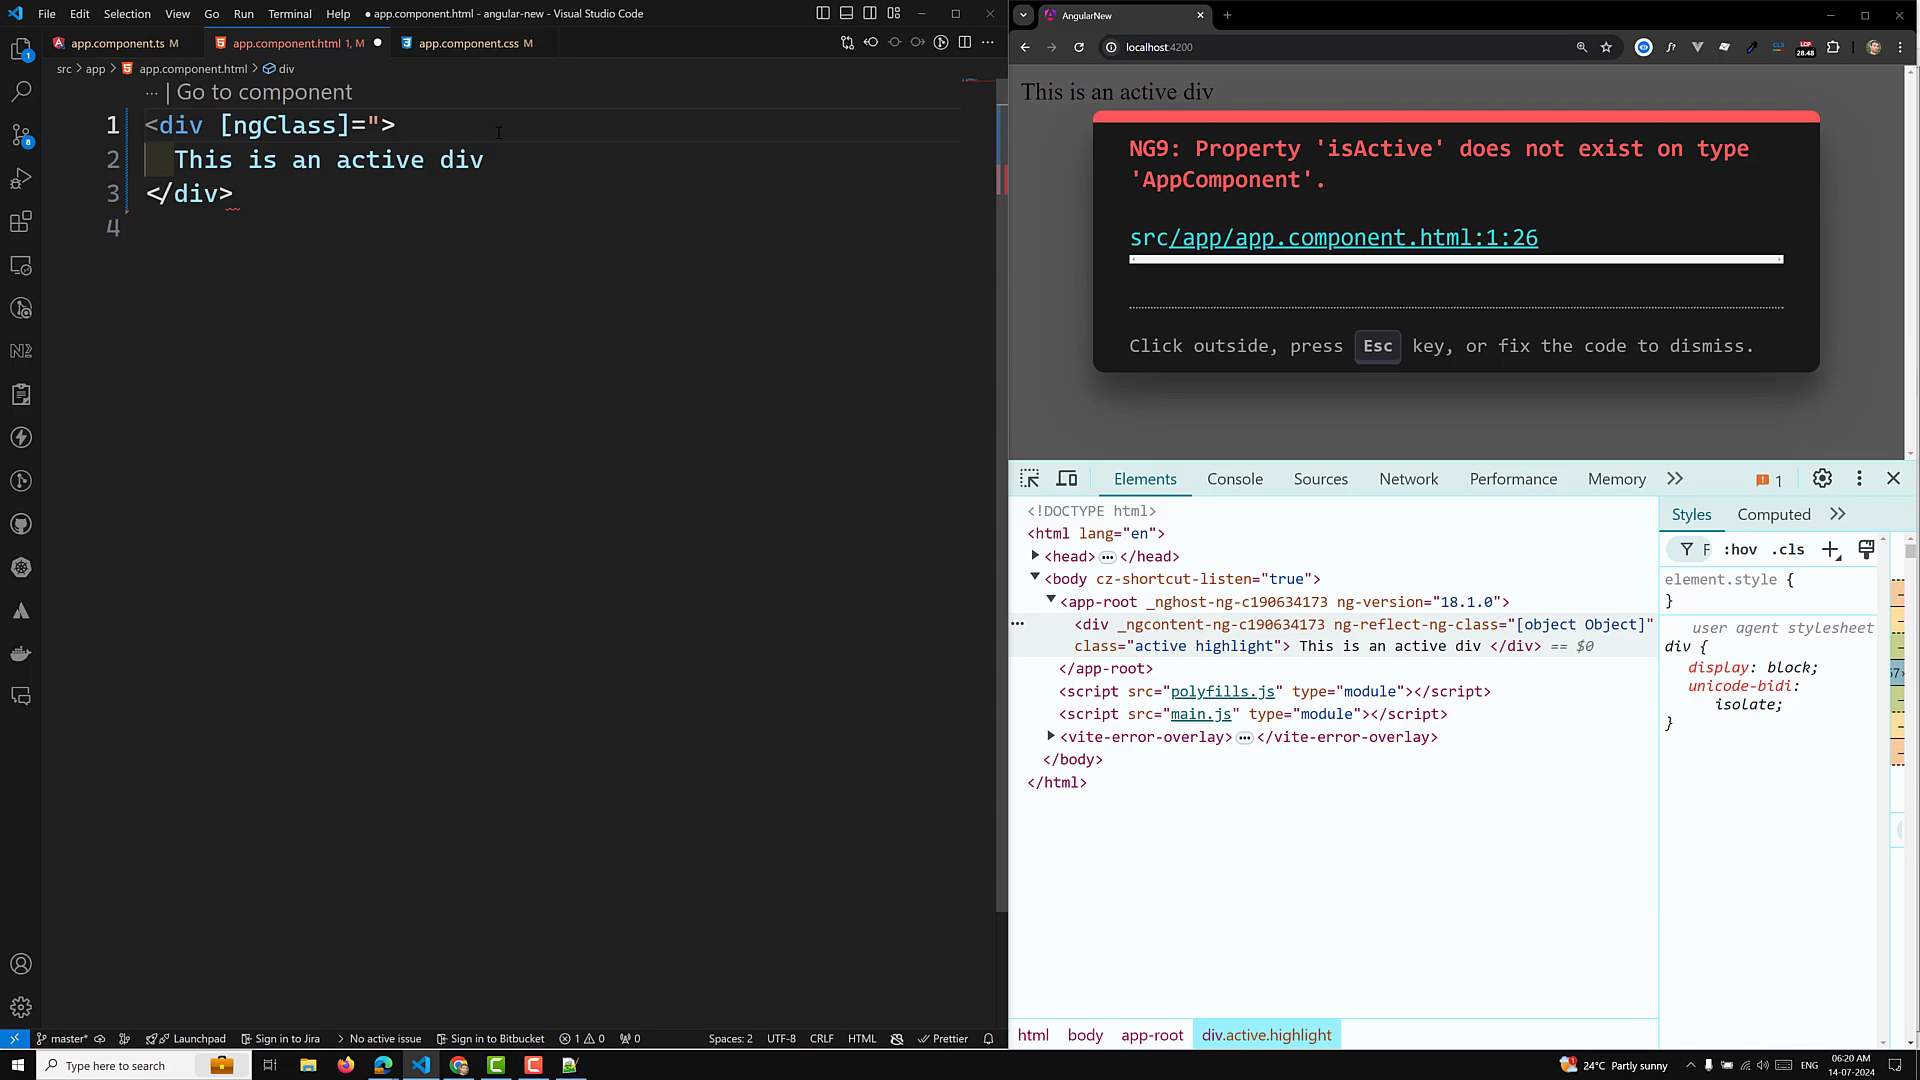 File Edit Selection View Go Run Terminal Help
● app.component.html - angular-new - Visual Studio Code
app.component.ts M
app.component.html 1, M ●
app.component.css M
src > app > app.component.html > div
··· | Go to component
1 <div [ngClass]=">
2 This is an active div
3 </div>
4
master* Launchpad Sign in to Jira No active issue Sign in to Bitbucket 1 0 0 Spaces: 2 UTF-8 CRLF HTML Prettier
AngularNew
localhost:4200
This is an active div
NG9: Property 'isActive' does not exist on type
'AppComponent'.
src/app/app.component.html:1:26
Click outside, press Esc key, or fix the code to dismiss.
Elements Console Sources Network Performance Memory 1
<!DOCTYPE html>
<html lang="en">
<head> ··· </head>
<body cz-shortcut-listen="true">
<app-root _nghost-ng-c190634173 ng-version="18.1.0">
<div _ngcontent-ng-c190634173 ng-reflect-ng-class="[object Object]"
class="active highlight"> This is an active div </div> == $0
</app-root>
<script src="polyfills.js" type="module"></script>
<script src="main.js" type="module"></script>
<vite-error-overlay> ··· </vite-error-overlay>
</body>
</html>
Styles Computed
F :hov .cls
element.style {
}
user agent stylesheet
div {
display: block;
unicode-bidi:
isolate;
}
html body app-root div.active.highlight
Type here to search
24°C Partly sunny
ENG
06:20 AM
14-07-2024